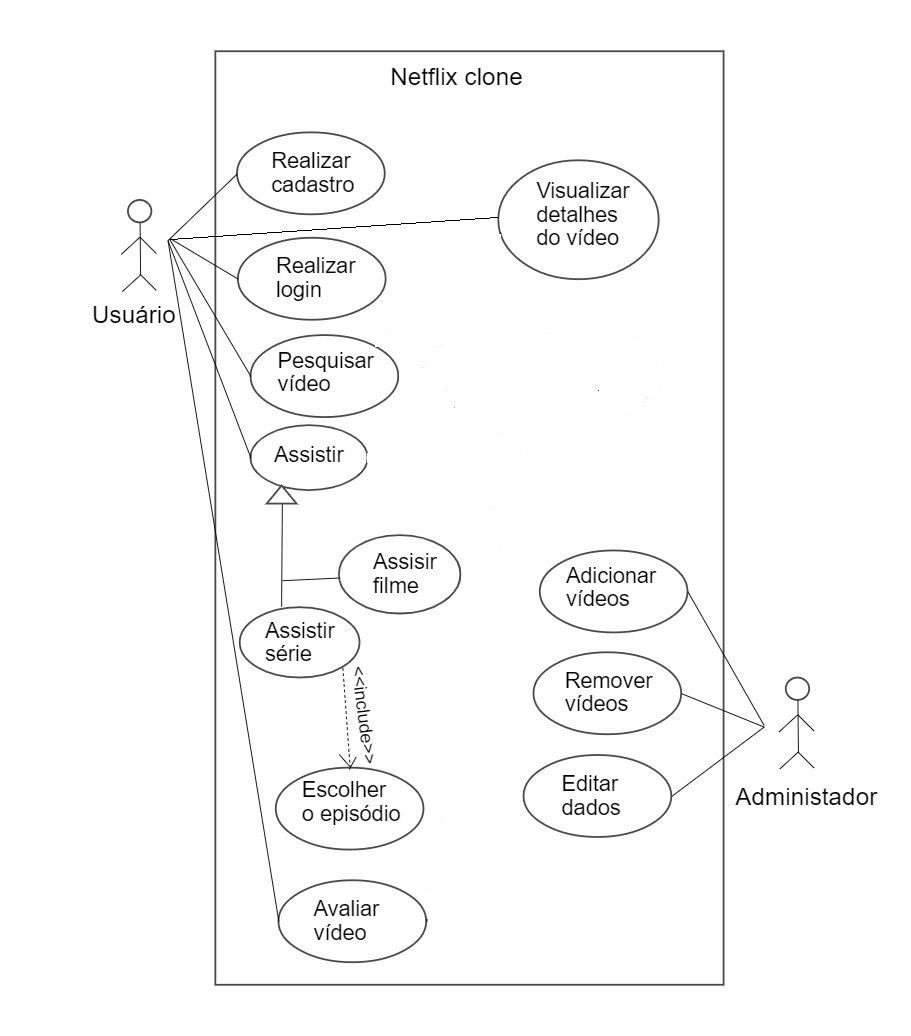 Netflix clone
Realizar
cadastro
Visualizar
detalhes
do vídeo
Realizar
login
Usuário
Pesquisar
vídeo
Assistir
Assisir
filme
Adicionar
vídeos
Assistir
série
<<include>>
Remover
vídeos
Escolher
o episódio
Editar
dados
Administador
Avaliar
vídeo